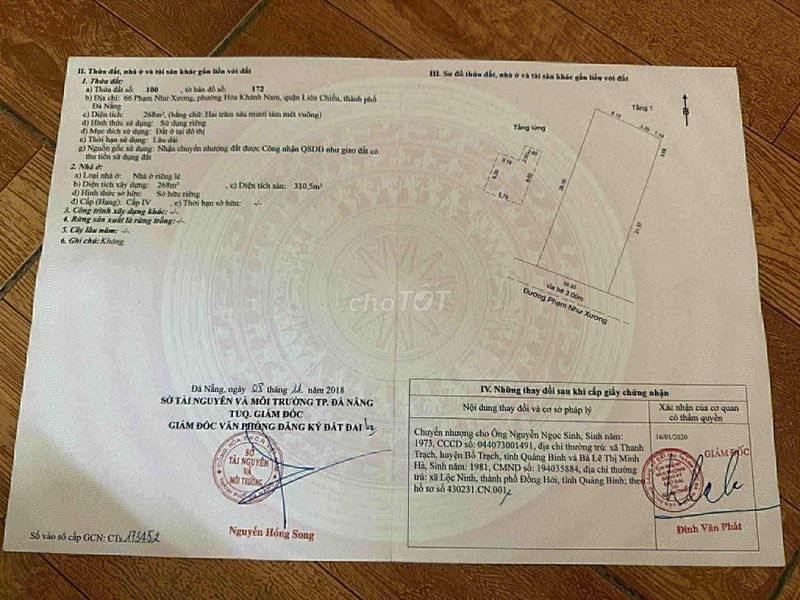 II. Thửa đất, nhà ở và tài sản khác gắn liền với đất
1. Thửa đất:
a) Thửa đất số: 100 , tờ bản đồ số: 172
b) Địa chỉ: 66 Phạm Như Xương, phường Hòa Khánh Nam, quận Liên Chiểu, thành phố
Đà Nẵng
c) Diện tích: 268m², (bằng chữ: Hai trăm sáu mươi tám mét vuông)
d) Hình thức sử dụng: Sử dụng riêng
đ) Mục đích sử dụng: Đất ở tại đô thị
e) Thời hạn sử dụng: Lâu dài
g) Nguồn gốc sử dụng: Nhận chuyển nhượng đất được Công nhận QSDĐ như giao đất có
thu tiền sử dụng đất
2. Nhà ở:
a) Loại nhà ở: Nhà ở riêng lẻ
b) Diện tích xây dựng: 268m² , c) Diện tích sàn: 310,5m²
d) Hình thức sở hữu: Sở hữu riêng
đ) Cấp (Hạng): Cấp IV , e) Thời hạn sở hữu: -/-
3. Công trình xây dựng khác: -/-
4. Rừng sản xuất là rừng trồng: -/-
5. Cây lâu năm: -/-
6. Ghi chú: Không.
Đà Nẵng, ngày 08 tháng 11 năm 2018
SỞ TÀI NGUYÊN VÀ MÔI TRƯỜNG TP. ĐÀ NẴNG
TUQ. GIÁM ĐỐC
GIÁM ĐỐC VĂN PHÒNG ĐĂNG KÝ ĐẤT ĐAI
SỞ
TÀI NGUYÊN
VÀ
MÔI TRƯỜNG
Nguyễn Hồng Song
Số vào sổ cấp GCN: CTs 173452
III. Sơ đồ thửa đất, nhà ở và tài sản khác gắn liền với đất
Tầng 1
Tầng lửng
vỉa hè 3.00m
Đường Phạm Như Xương
choTỐT
IV. Những thay đổi sau khi cấp giấy chứng nhận
Nội dung thay đổi và cơ sở pháp lý
Xác nhận của cơ quan
có thẩm quyền
Chuyển nhượng cho Ông Nguyễn Ngọc Sinh, Sinh năm:
1973, CCCD số: 044073001491, địa chỉ thường trú: xã Thanh
Trạch, huyện Bố Trạch, tỉnh Quảng Bình và Bà Lê Thị Minh
Hà, Sinh năm: 1981, CMND số: 194035884, địa chỉ thường
trú: xã Lộc Ninh, thành phố Đồng Hới, tỉnh Quảng Bình; theo
hồ sơ số 430231.CN.001
16/01/2020
GIÁM ĐỐC
Đinh Văn Phát